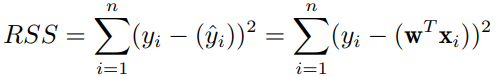 $RSS = \sum_{i=1}^{n}(y_i - (\hat{y}_i))^2 = \sum_{i=1}^{n}(y_i - (\mathbf{w}^T\mathbf{x}_i))^2$